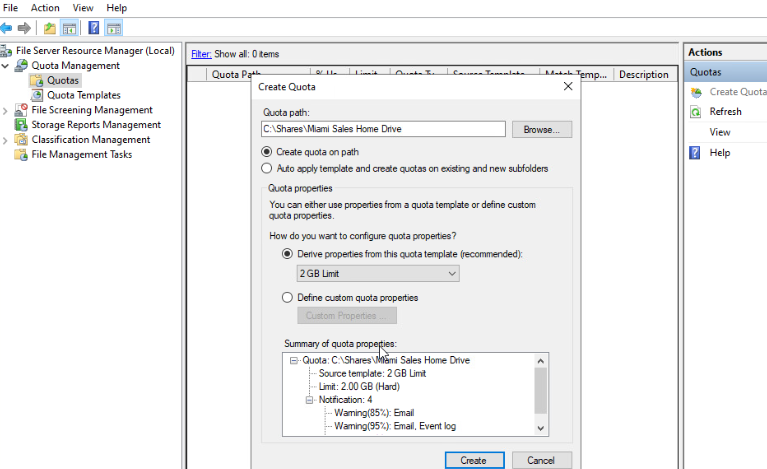 File Action View Help
File Server Resource Manager (Local)
Quota Management
Quotas
Quota Templates
File Screening Management
Storage Reports Management
Classification Management
File Management Tasks
Filter: Show all: 0 items
Quota Path % Us... Limit Quota Ty... Source Template Match Temp... Description
Create Quota
Quota path:
C:\Shares\Miami Sales Home Drive
Browse...
Create quota on path
Auto apply template and create quotas on existing and new subfolders
Quota properties
You can either use properties from a quota template or define custom
quota properties.
How do you want to configure quota properties?
Derive properties from this quota template (recommended):
2 GB Limit
Define custom quota properties
Custom Properties ...
Summary of quota properties:
Quota: C:\Shares\Miami Sales Home Drive
Source template: 2 GB Limit
Limit: 2.00 GB (Hard)
Notification: 4
Warning(85%): Email
Warning(95%): Email, Event log
Create Cancel
Actions
Quotas
Create Quota
Refresh
View
Help